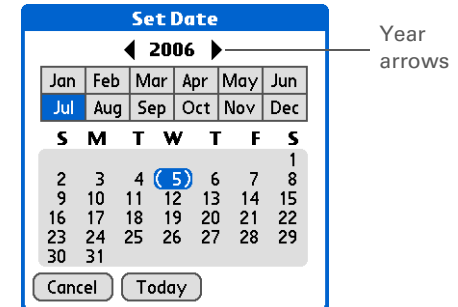 Set Date
2006
Year
arrows
Jan Feb Mar Apr May Jun
Jul Aug Sep Oct Nov Dec
S M T W T F S
1
2 3 4 (5) 6 7 8
9 10 11 12 13 14 15
16 17 18 19 20 21 22
23 24 25 26 27 28 29
30 31
Cancel Today